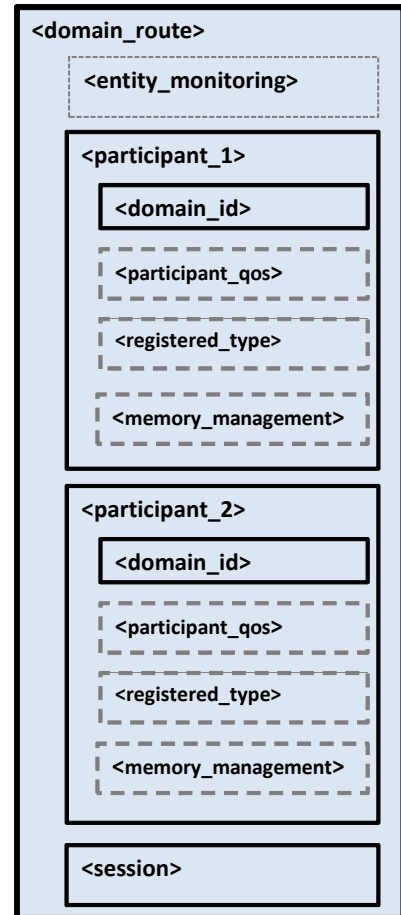 <domain_route>
<entity_monitoring>
<participant_1>
<domain_id>
<participant_qos>
<registered_type>
<memory_management>
<participant_2>
<domain_id>
<participant_qos>
<registered_type>
<memory_management>
<session>